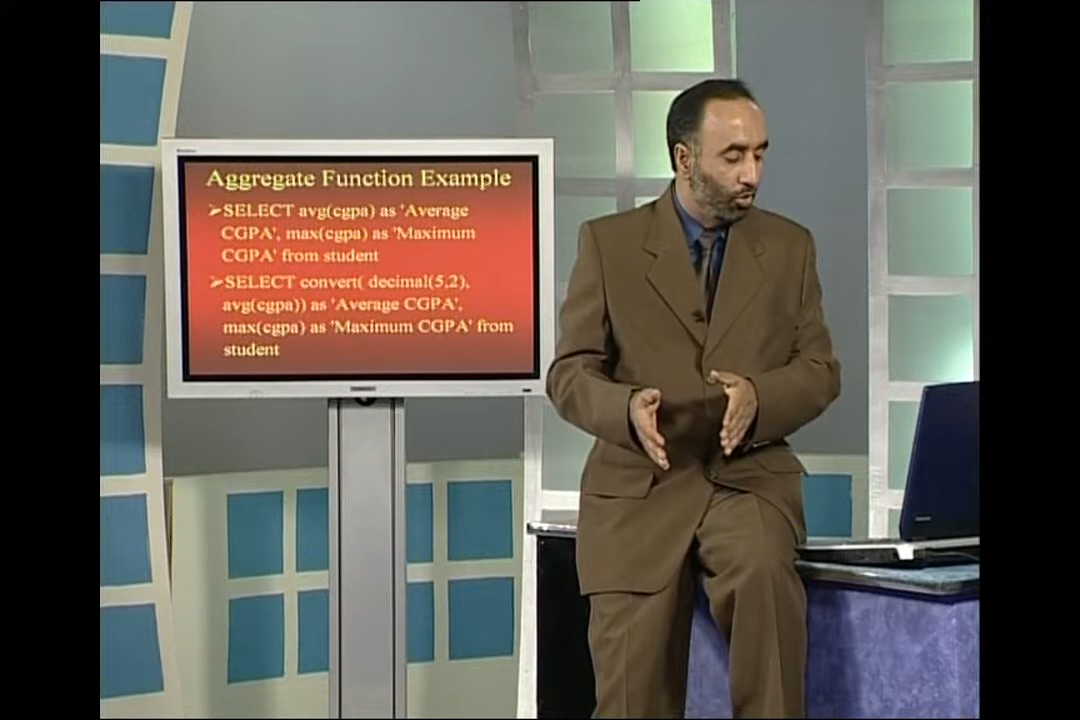 Aggregate Function Example
➢SELECT avg(cgpa) as 'Average
CGPA', max(cgpa) as 'Maximum
CGPA' from student
➢SELECT convert( decimal(5,2),
avg(cgpa)) as 'Average CGPA',
max(cgpa) as 'Maximum CGPA' from
student